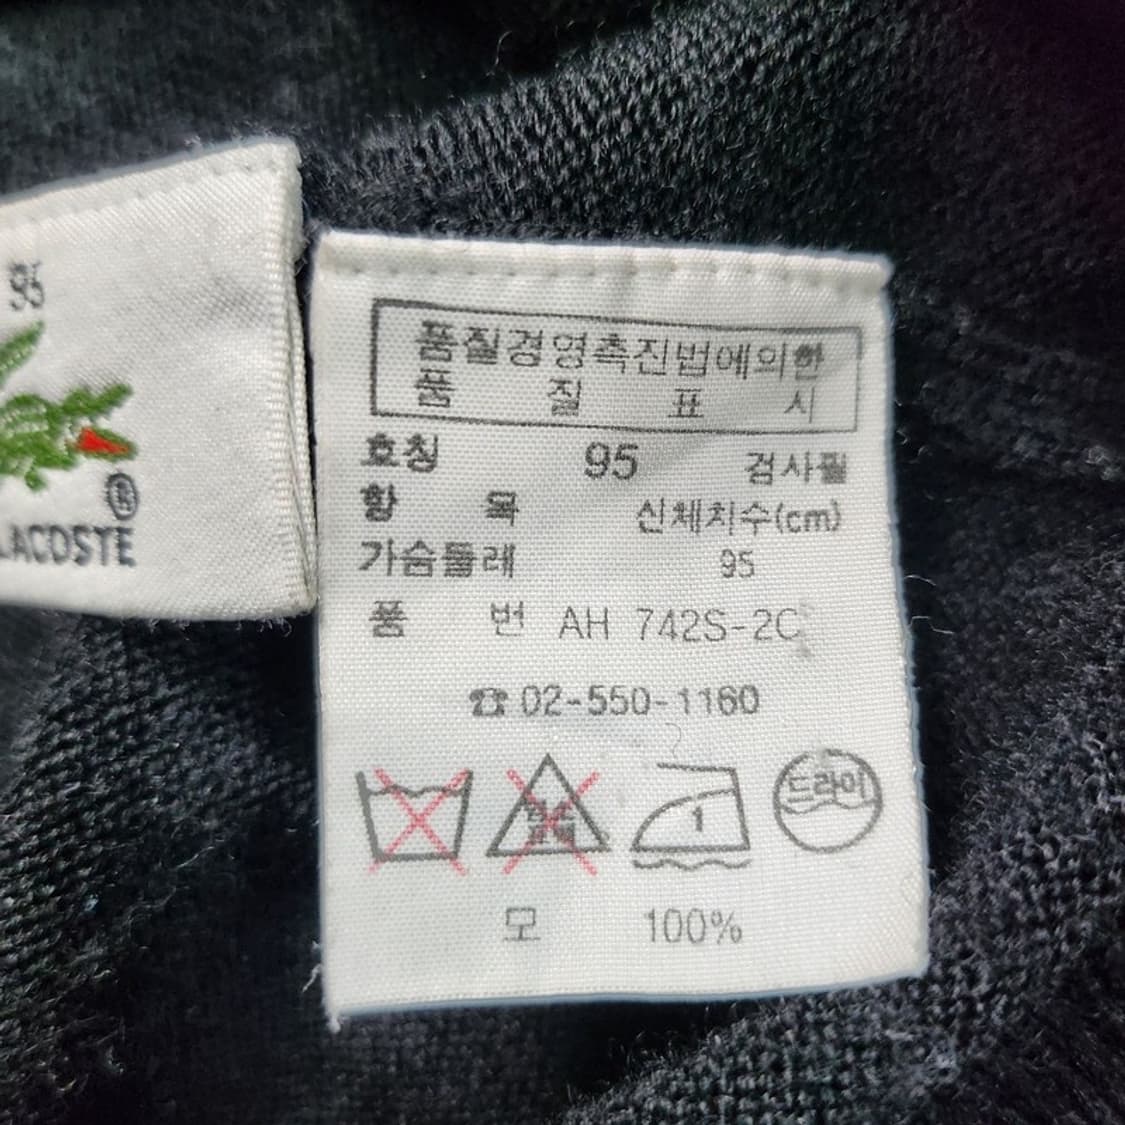 95
®
LACOSTE
품질경영촉진법에의한
품 질 표 시
호칭 95 검사필
항 목 신체치수(cm)
가슴둘레 95
품 번 AH 742S-2C
☎ 02-550-1160
1 드라이
모 100%